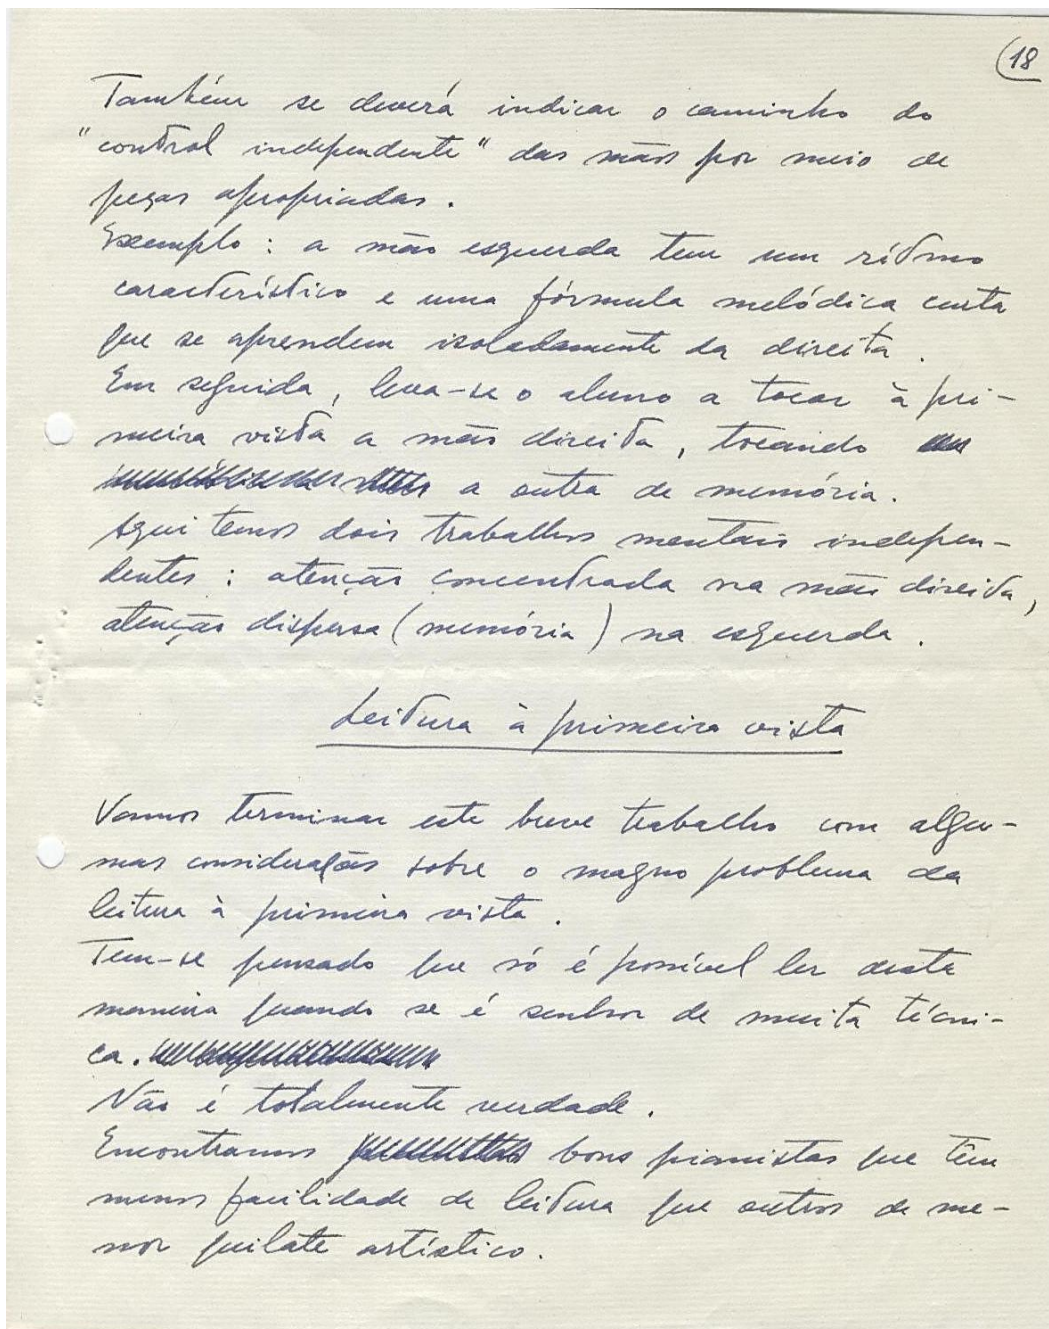 18
Também se deverá indicar o caminho do
"control independente" das mãos por meio de
peças apropriadas.
Exemplo: a mão esquerda tem um rítmo
característico e uma fórmula melódica curta
que se aprendem isoladamente da direita.
Em seguida, leva-se o aluno a tocar à pri-
meira vista a mão direita, tocando
a outra de memória.
Aqui temos dois trabalhos mentais indepen-
dentes: atenção concentrada na mão direita,
atenção dispersa (memória) na esquerda.
Leitura à primeira vista
Vamos terminar este breve trabalho com algu-
mas considerações sobre o magno problema da
leitura à primeira vista.
Tem-se pensado que só é possível ler desta
maneira quando se é senhor de muita técni-
ca.
Não é totalmente verdade.
Encontramos bons pianistas que têm
menos facilidade de leitura que outros de me-
nor quilate artístico.